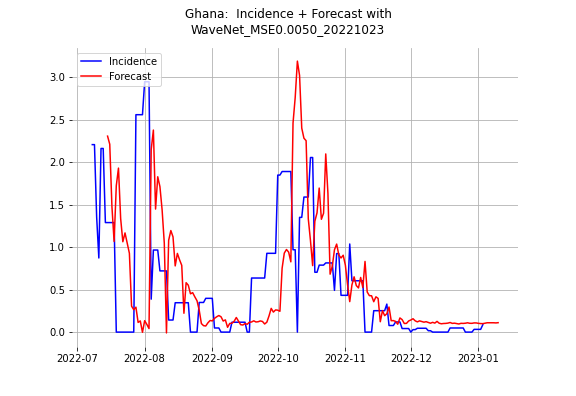 Ghana:  Incidence + Forecast with
WaveNet_MSE0.0050_20221023
Incidence
Forecast
3.0
2.5
2.0
1.5
1.0
0.5
0.0
2022-07 2022-08 2022-09 2022-10 2022-11 2022-12 2023-01